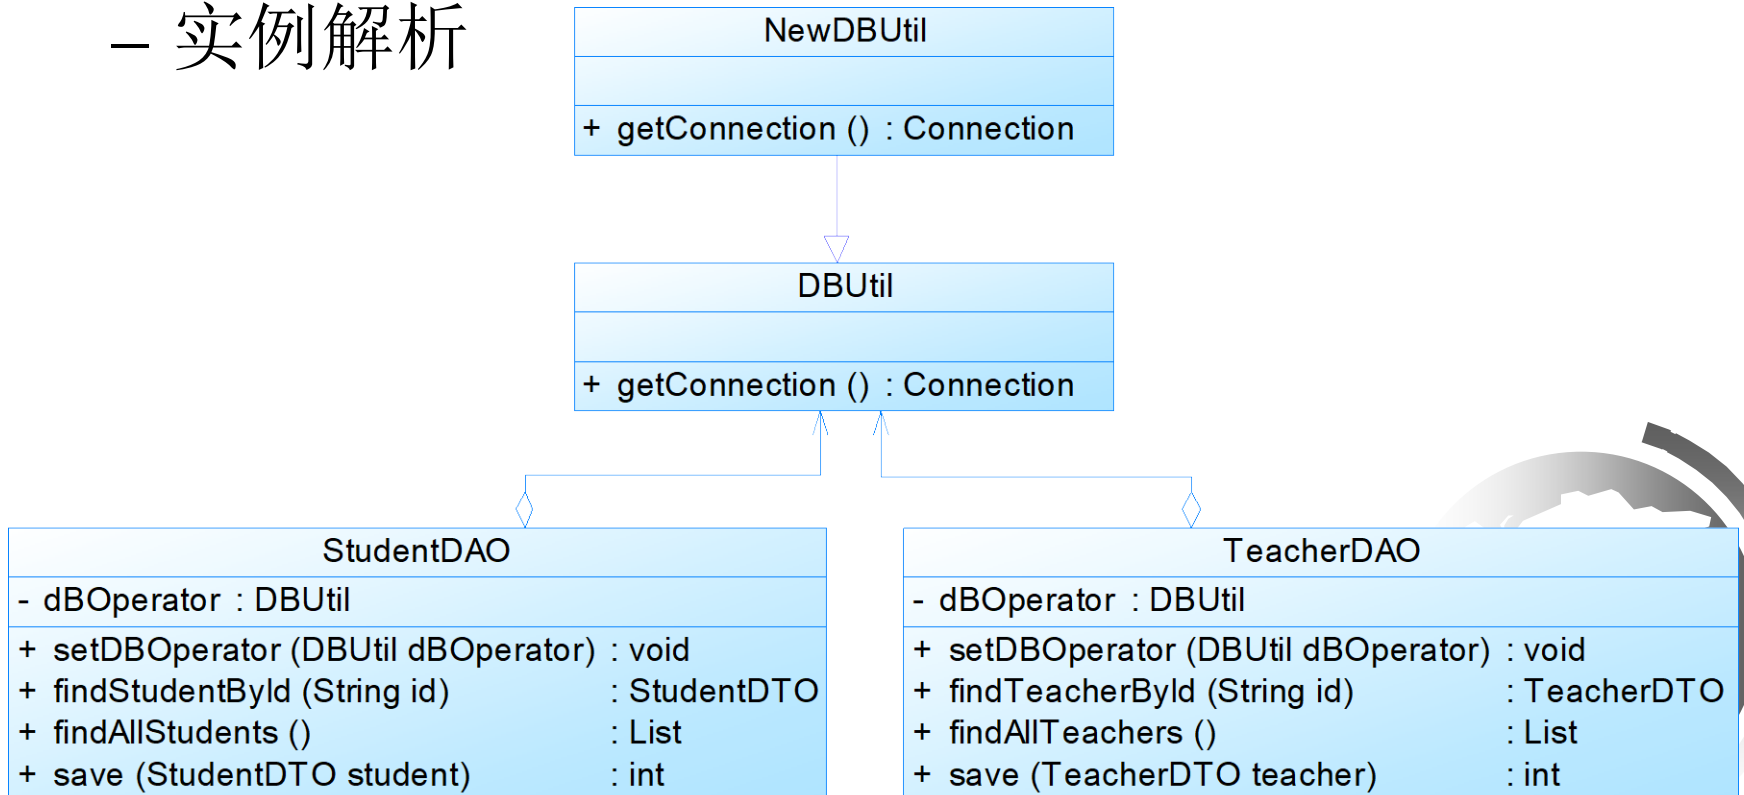 – 实例解析
NewDBUtil
+ getConnection () : Connection
DBUtil
+ getConnection () : Connection
StudentDAO
- dBOperator : DBUtil
+ setDBOperator (DBUtil dBOperator) : void
+ findStudentById (String id) : StudentDTO
+ findAllStudents () : List
+ save (StudentDTO student) : int
TeacherDAO
- dBOperator : DBUtil
+ setDBOperator (DBUtil dBOperator) : void
+ findTeacherById (String id) : TeacherDTO
+ findAllTeachers () : List
+ save (TeacherDTO teacher) : int